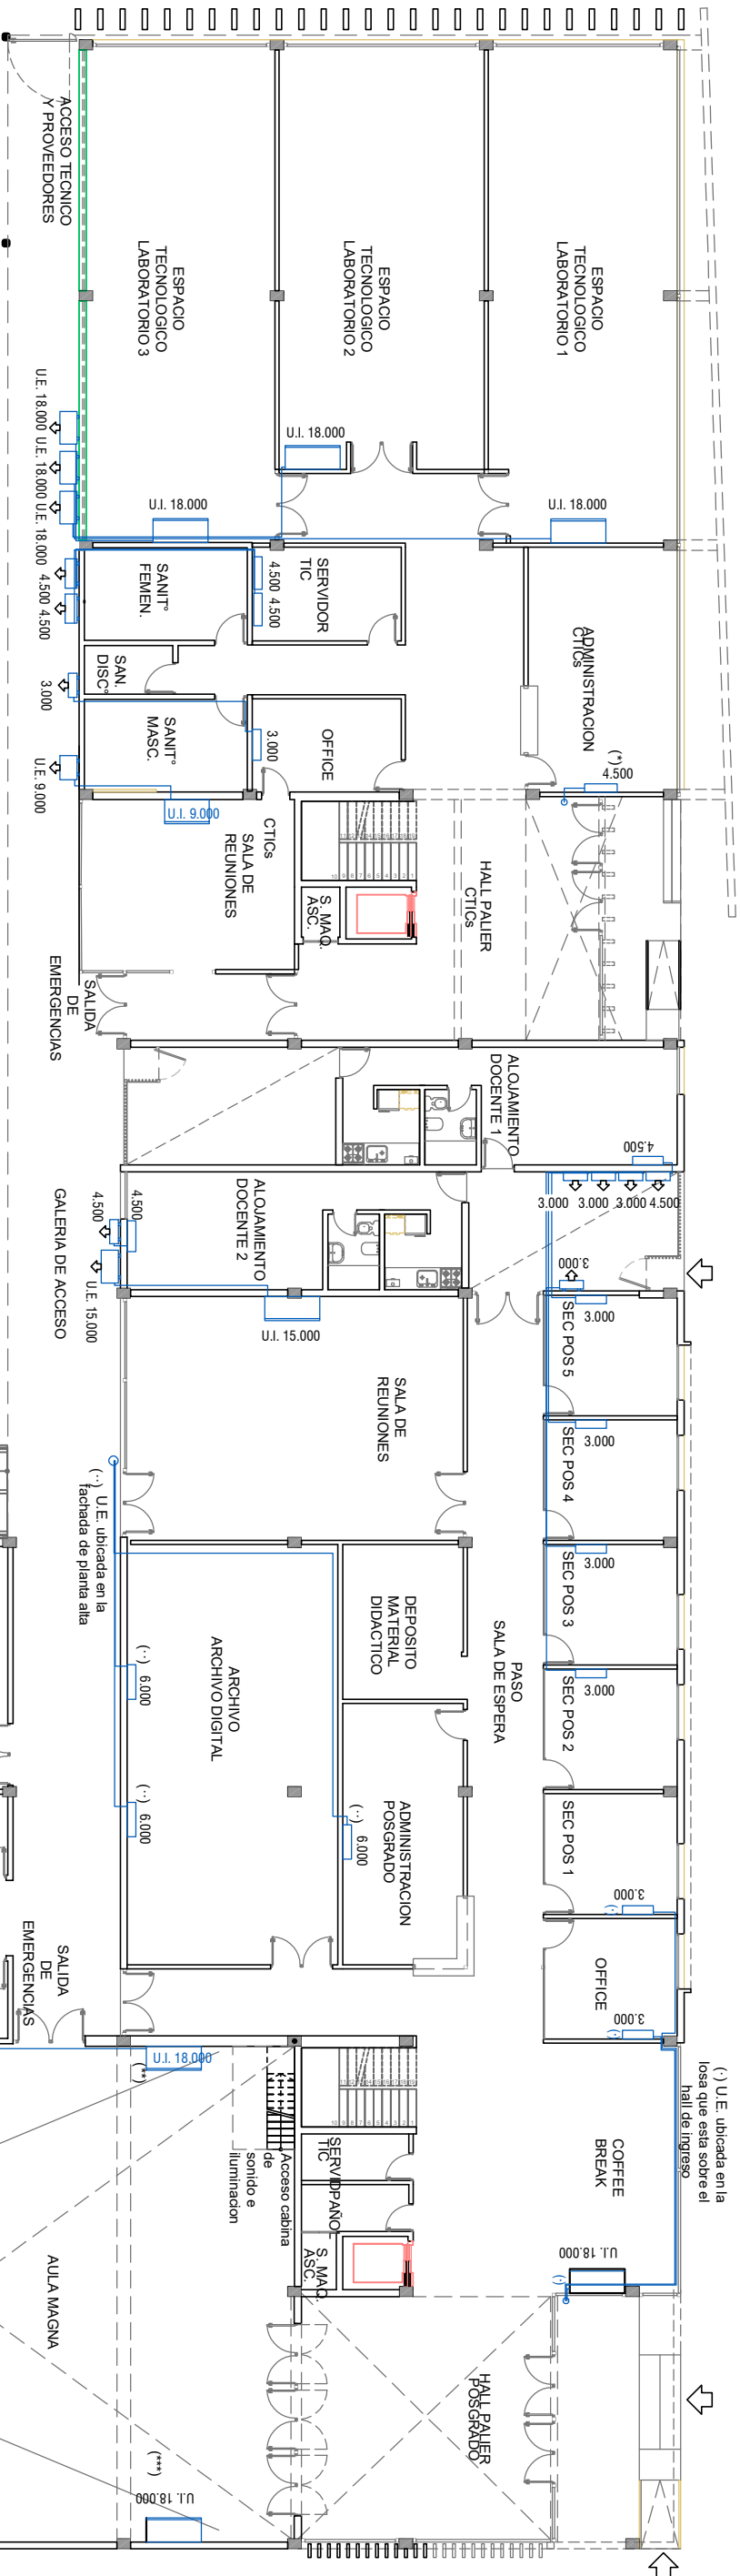 ACCESO TECNICO
Y PROVEEDORES
ESPACIO
TECNOLOGICO
LABORATORIO 3
ESPACIO
TECNOLOGICO
LABORATORIO 2
ESPACIO
TECNOLOGICO
LABORATORIO 1
U.E. 18.000
U.E. 18.000
U.E. 18.000
U.I. 18.000
U.I. 18.000
U.I. 18.000
4.500
4.500
SANITº
FEMEN.
4.500
4.500
SERVIDOR
TIC
ADMINISTRACION
CTICs
(*)
4.500
3.000
SAN.
DISCº
SANITº
MASC.
3.000
OFFICE
U.E. 9.000
U.I. 9.000
CTICs
SALA DE
REUNIONES
S. MAQ.
ASC.
HALL PALIER
CTICs
SALIDA
DE
EMERGENCIAS
ALOJAMIENTO
DOCENTE 1
4.500
3.000
3.000
3.000
4.500
3.000
GALERIA DE ACCESO
4.500
4.500
U.E. 15.000
ALOJAMIENTO
DOCENTE 2
U.I. 15.000
SALA DE
REUNIONES
SEC POS 5
3.000
SEC POS 4
3.000
SEC POS 3
3.000
SEC POS 2
3.000
SEC POS 1
3.000
(·)
OFFICE
3.000
(·)
(··) U.E. ubicada en la
fachada de planta alta
(··) 6.000
(··) 6.000
ARCHIVO
ARCHIVO DIGITAL
DEPOSITO
MATERIAL
DIDACTICO
PASO
SALA DE ESPERA
ADMINISTRACION
POSGRADO
(··) 6.000
SALIDA
DE
EMERGENCIAS
U.I. 18.000
(**)
Acceso cabina
de
sonido e
iluminacion
SERVID
TIC
PAÑOL
S. MAQ.
ASC.
COFFEE
BREAK
(·) U.E. ubicada en la
losa que esta sobre el
hall de ingreso
U.I. 18.000
(·)
AULA MAGNA
(***)
U.I. 18.000
HALL PALIER
POSGRADO